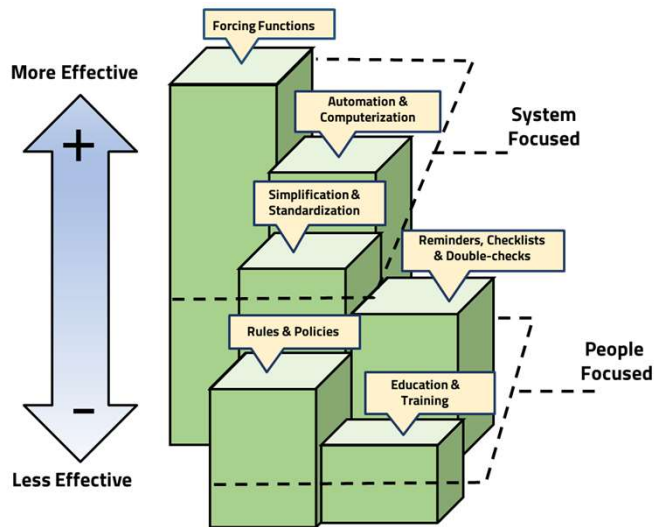 Forcing Functions
More Effective
Automation &
Computerization
System
Focused
+
Simplification &
Standardization
Reminders, Checklists
& Double-checks
Rules & Policies
People
Focused
Education &
Training
-
Less Effective